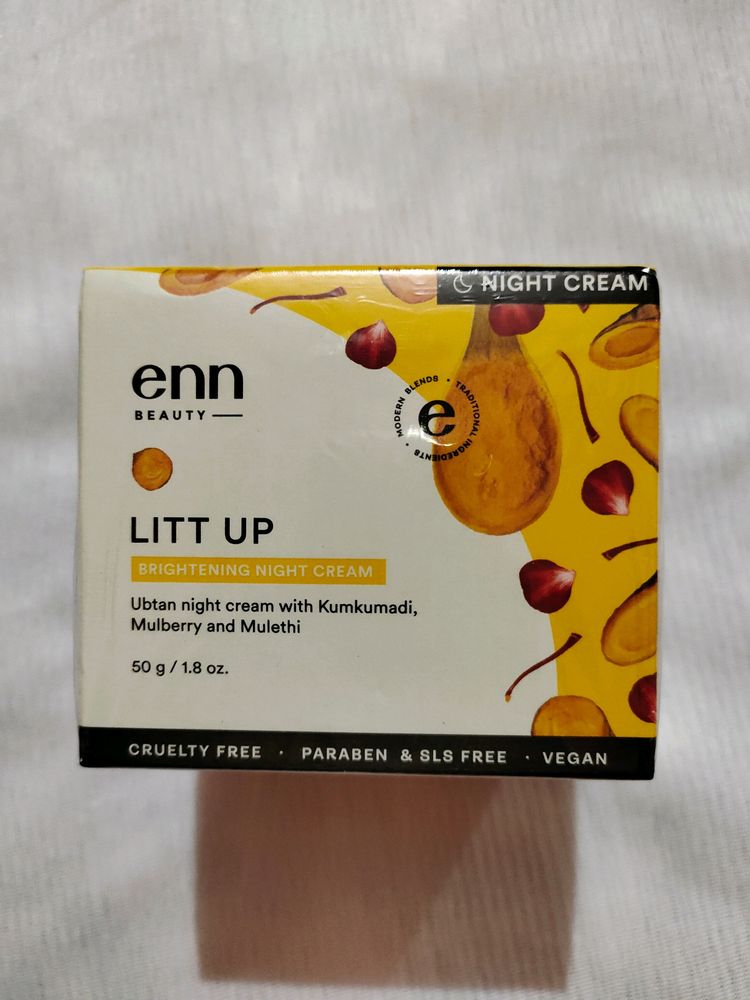 NIGHT CREAM
enn
BEAUTY
MODERN BLENDS • TRADITIONAL INGREDIENTS •
e
LITT UP
BRIGHTENING NIGHT CREAM
Ubtan night cream with Kumkumadi,
Mulberry and Mulethi
50 g / 1.8 oz.
CRUELTY FREE · PARABEN & SLS FREE · VEGAN